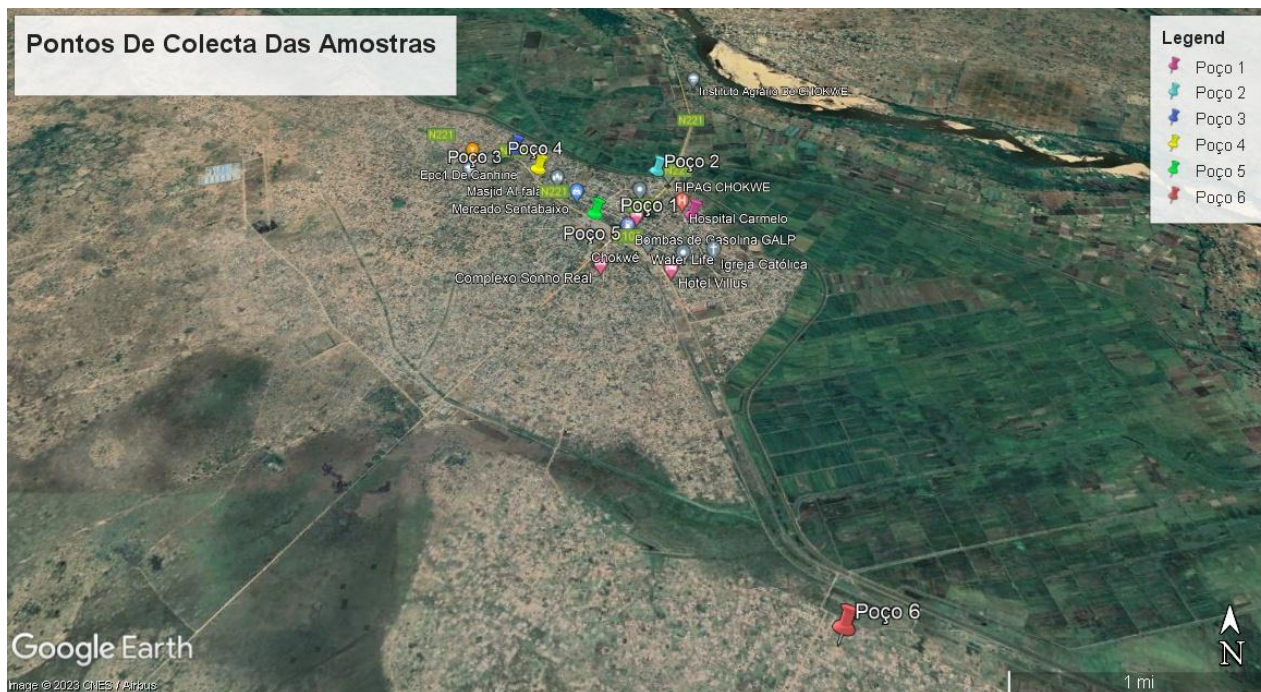 Pontos De Colecta Das Amostras
Legend
Poço 1
Poço 2
Poço 3
Poço 4
Poço 5
Poço 6
Instituto Agrário De CHOKWE
N221
N221
Poço 3
Poço 4
Poço 2
Epc1 De Canhine
FIPAG CHOKWE
Masjid Al-fala
N221
Mercado Sentabaixo
Poço 1
Hospital Carmelo
Poço 5
Bombas de Gasolina GALP
Chokwé
Water Life
Igreja Católica
Complexo Sonho Real
Hotel Villus
Poço 6
Google Earth
N
Image © 2023 CNES / Airbus
1 mi